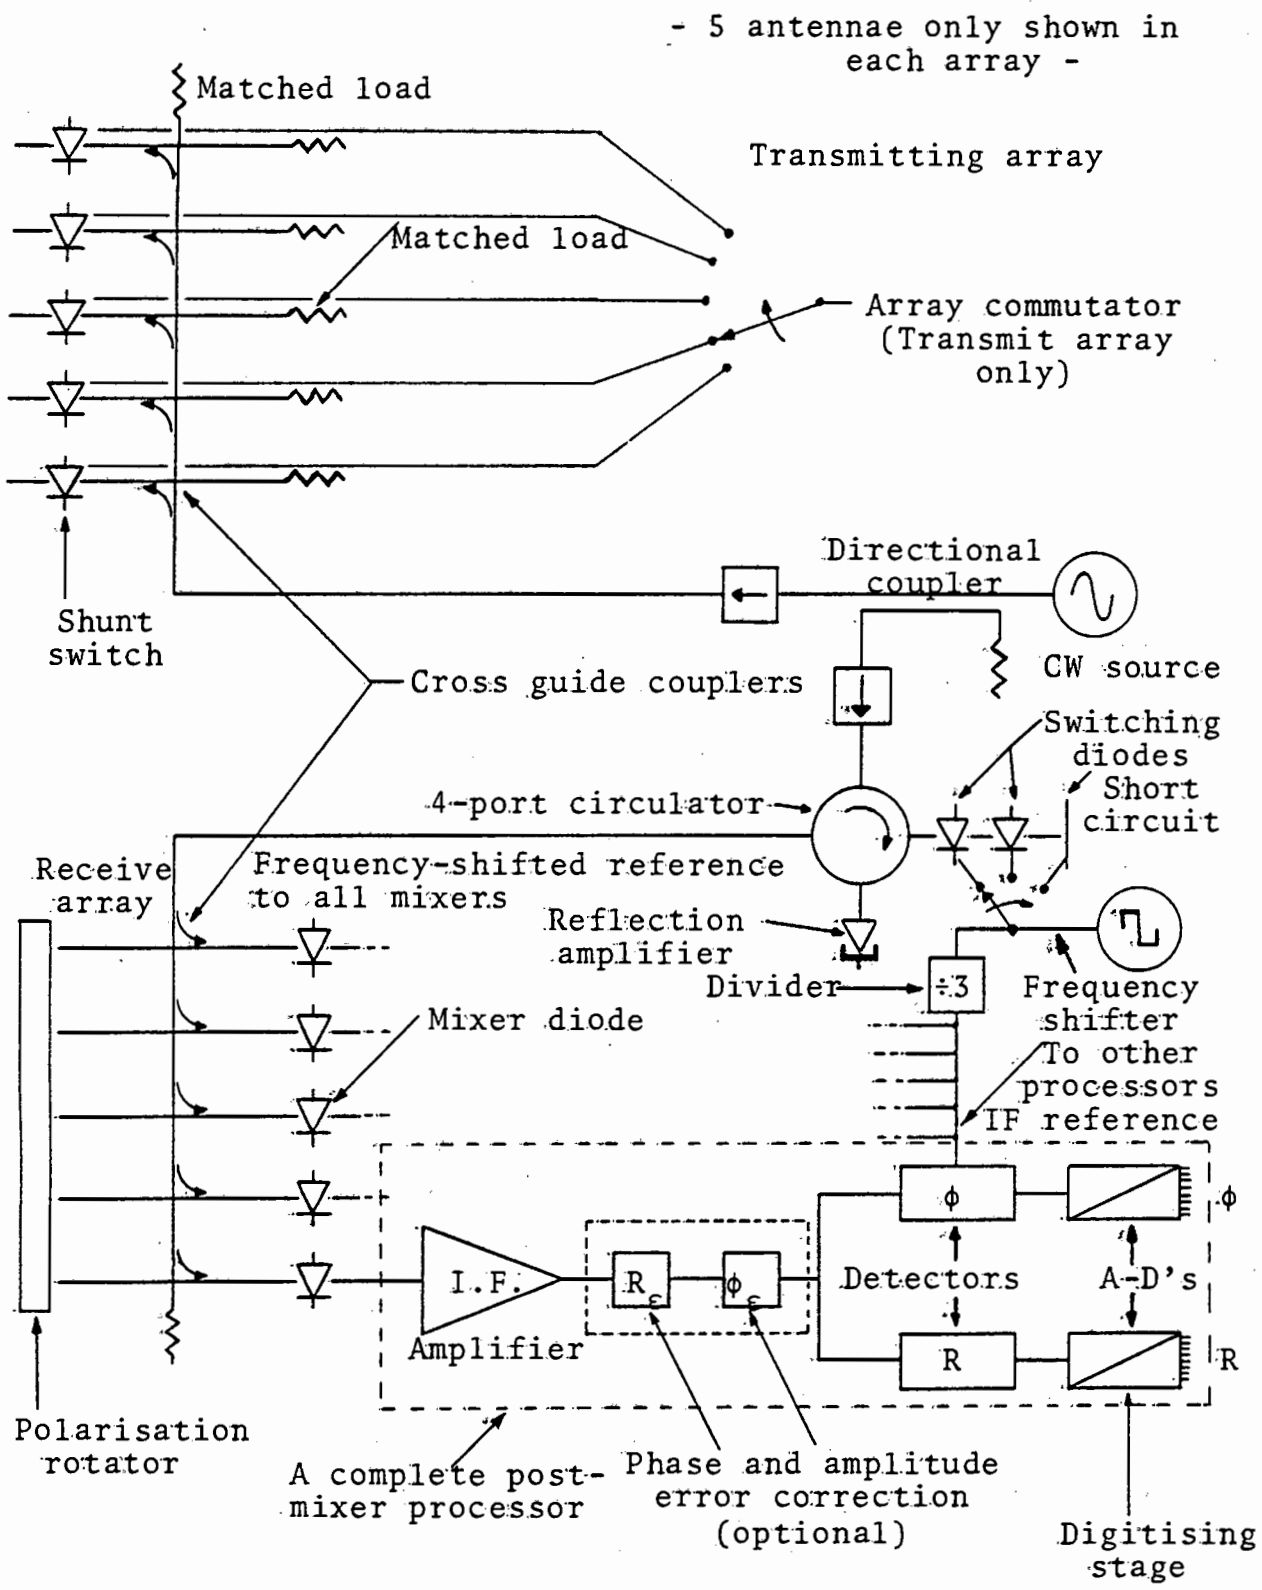 - 5 antennae only shown in
each array -
Matched load
Transmitting array
Matched load
Array commutator
(Transmit array
only)
Directional
coupler
Shunt
switch
CW source
Cross guide couplers
Switching
diodes
Short
circuit
4-port circulator
Receive
array
Frequency-shifted reference
to all mixers
Reflection
amplifier
Divider
÷3
Frequency
shifter
Mixer diode
To other
processors
IF reference
ϕ
ϕ
I.F.
Rε
ϕε
Detectors
A-D's
Amplifier
R
R
Polarisation
rotator
A complete post-
mixer processor
Phase and amplitude
error correction
(optional)
Digitising
stage